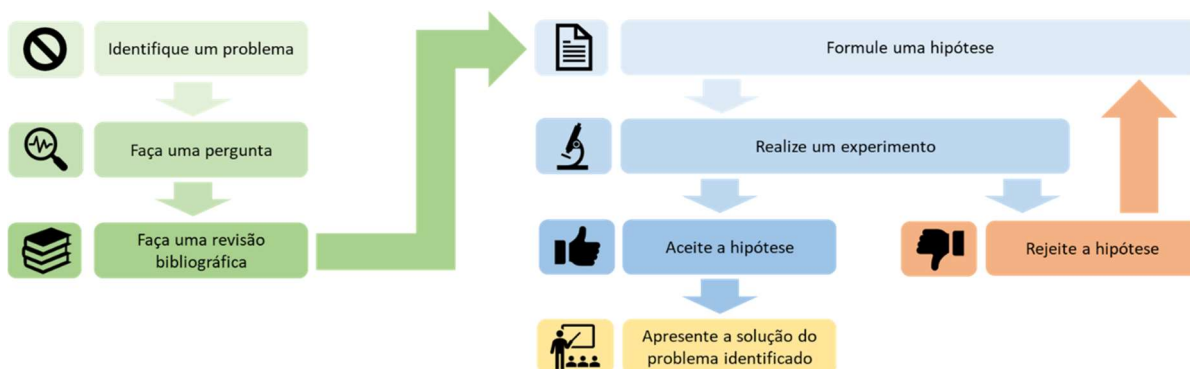 Identifique um problema
Faça uma pergunta
Faça uma revisão
bibliográfica
Formule uma hipótese
Realize um experimento
Aceite a hipótese
Rejeite a hipótese
Apresente a solução do
problema identificado